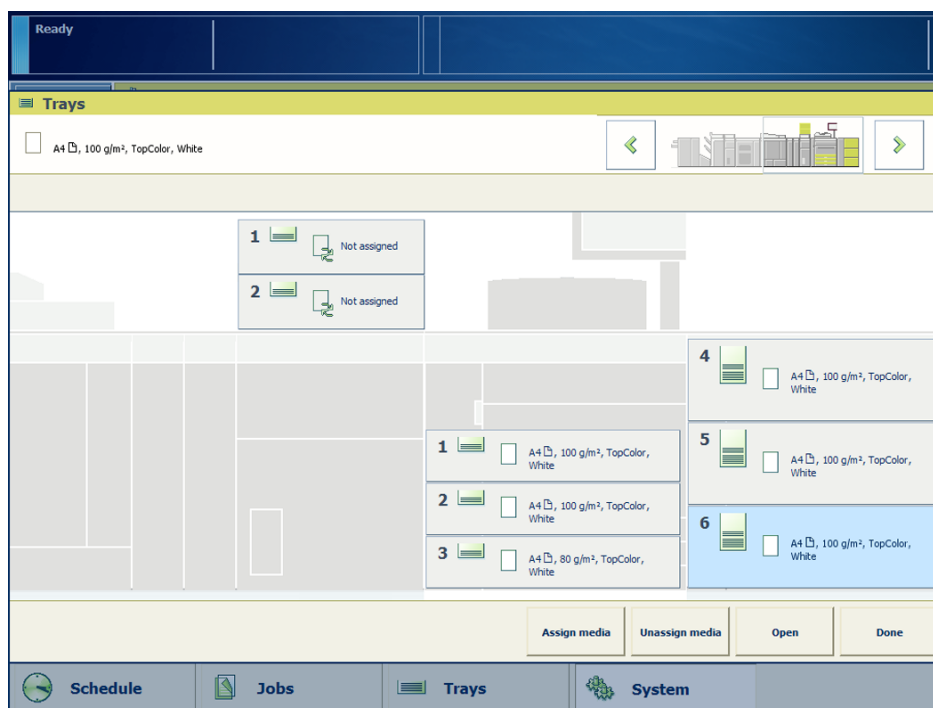 Ready
Trays
A4, 100 g/m², TopColor, White
1 Not assigned
2 Not assigned
4 A4, 100 g/m², TopColor,
White
1 A4, 100 g/m², TopColor,
White
5 A4, 100 g/m², TopColor,
White
2 A4, 100 g/m², TopColor,
White
6 A4, 100 g/m², TopColor,
White
3 A4, 80 g/m², TopColor,
White
Assign media Unassign media Open Done
Schedule Jobs Trays System